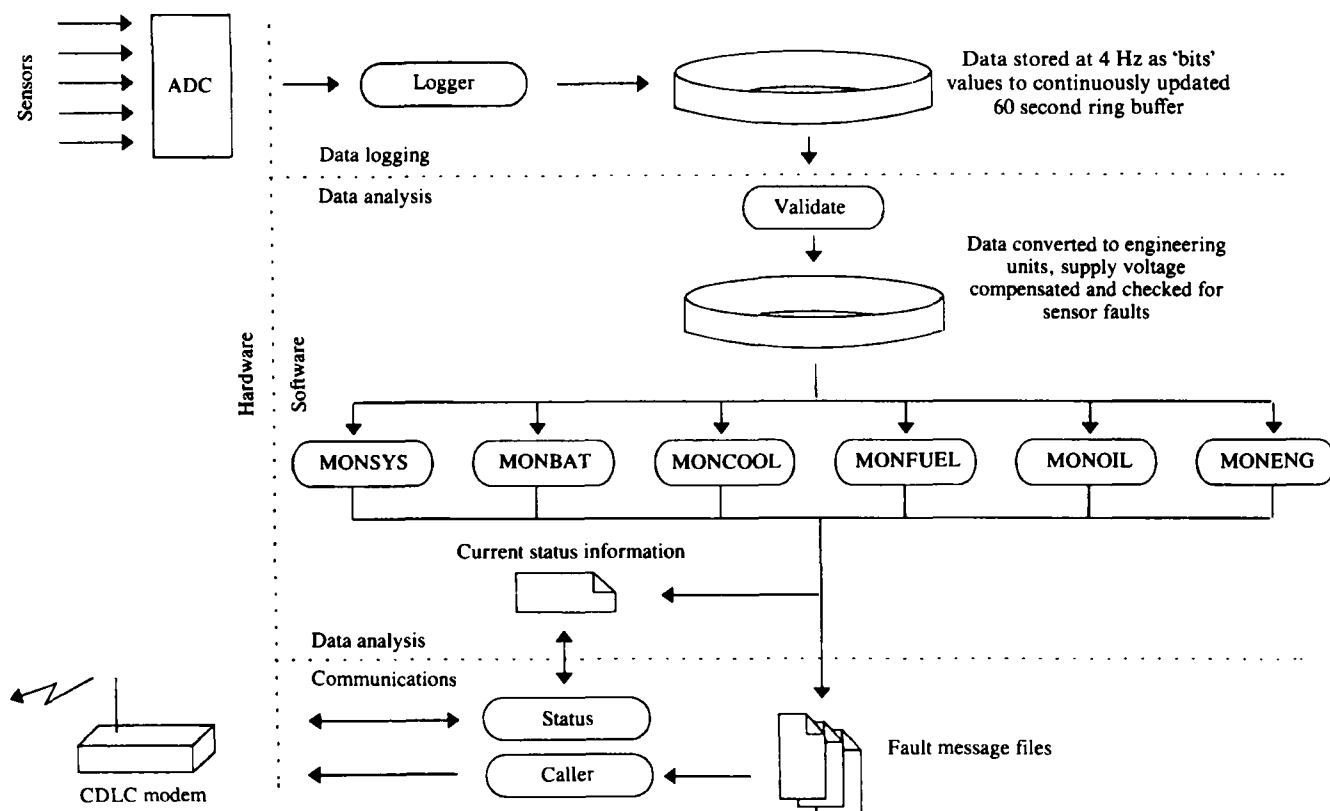 Sensors
ADC
Logger
Data stored at 4 Hz as 'bits'
values to continuously updated
60 second ring buffer
Data logging
Data analysis
Validate
Data converted to engineering
units, supply voltage
compensated and checked for
sensor faults
Hardware
Software
MONSYS
MONBAT
MONCOOL
MONFUEL
MONOIL
MONENG
Current status information
Data analysis
Communications
Status
Caller
Fault message files
CDLC modem